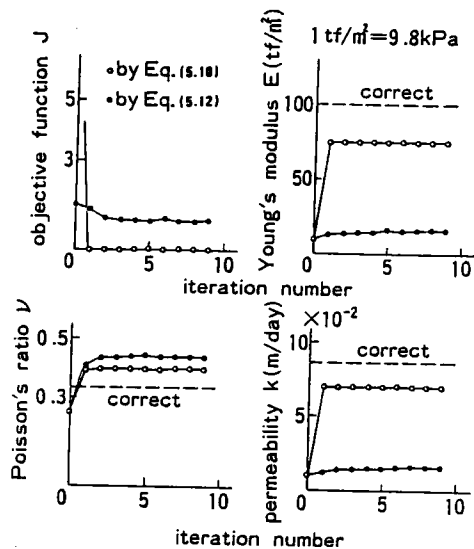 1 tf/m²=9.8kPa
objective function J
5
3
○ by Eq. (5.10)
● by Eq. (5.12)
0
5
10
iteration number
Young's modulus E(tf/m²)
100
50
correct
0
5
10
Poisson's ratio ν
0.5
0.3
correct
0
5
10
iteration number
permeability k(m/day)
×10⁻²
10
5
correct
0
5
10